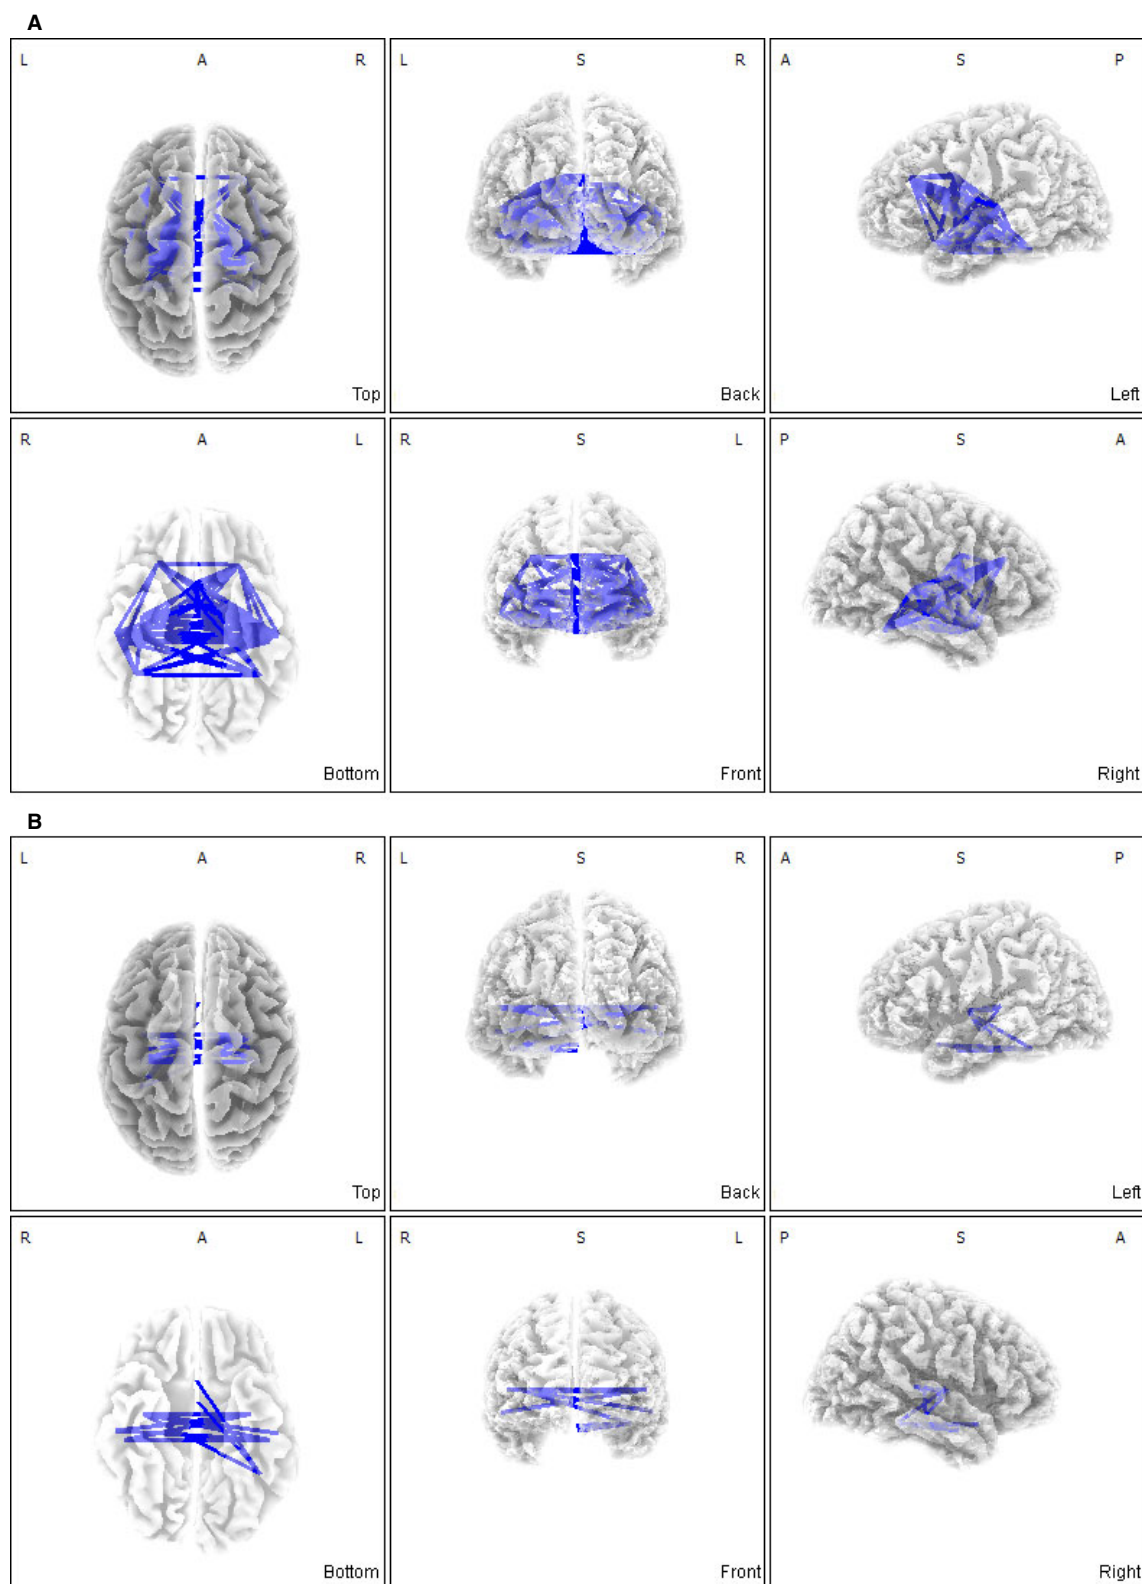 A
L A R
L S R
A S P
Top
Back
Left
R A L
R S L
P S A
Bottom
Front
Right
B
L A R
L S R
A S P
Top
Back
Left
R A L
R S L
P S A
Bottom
Front
Right